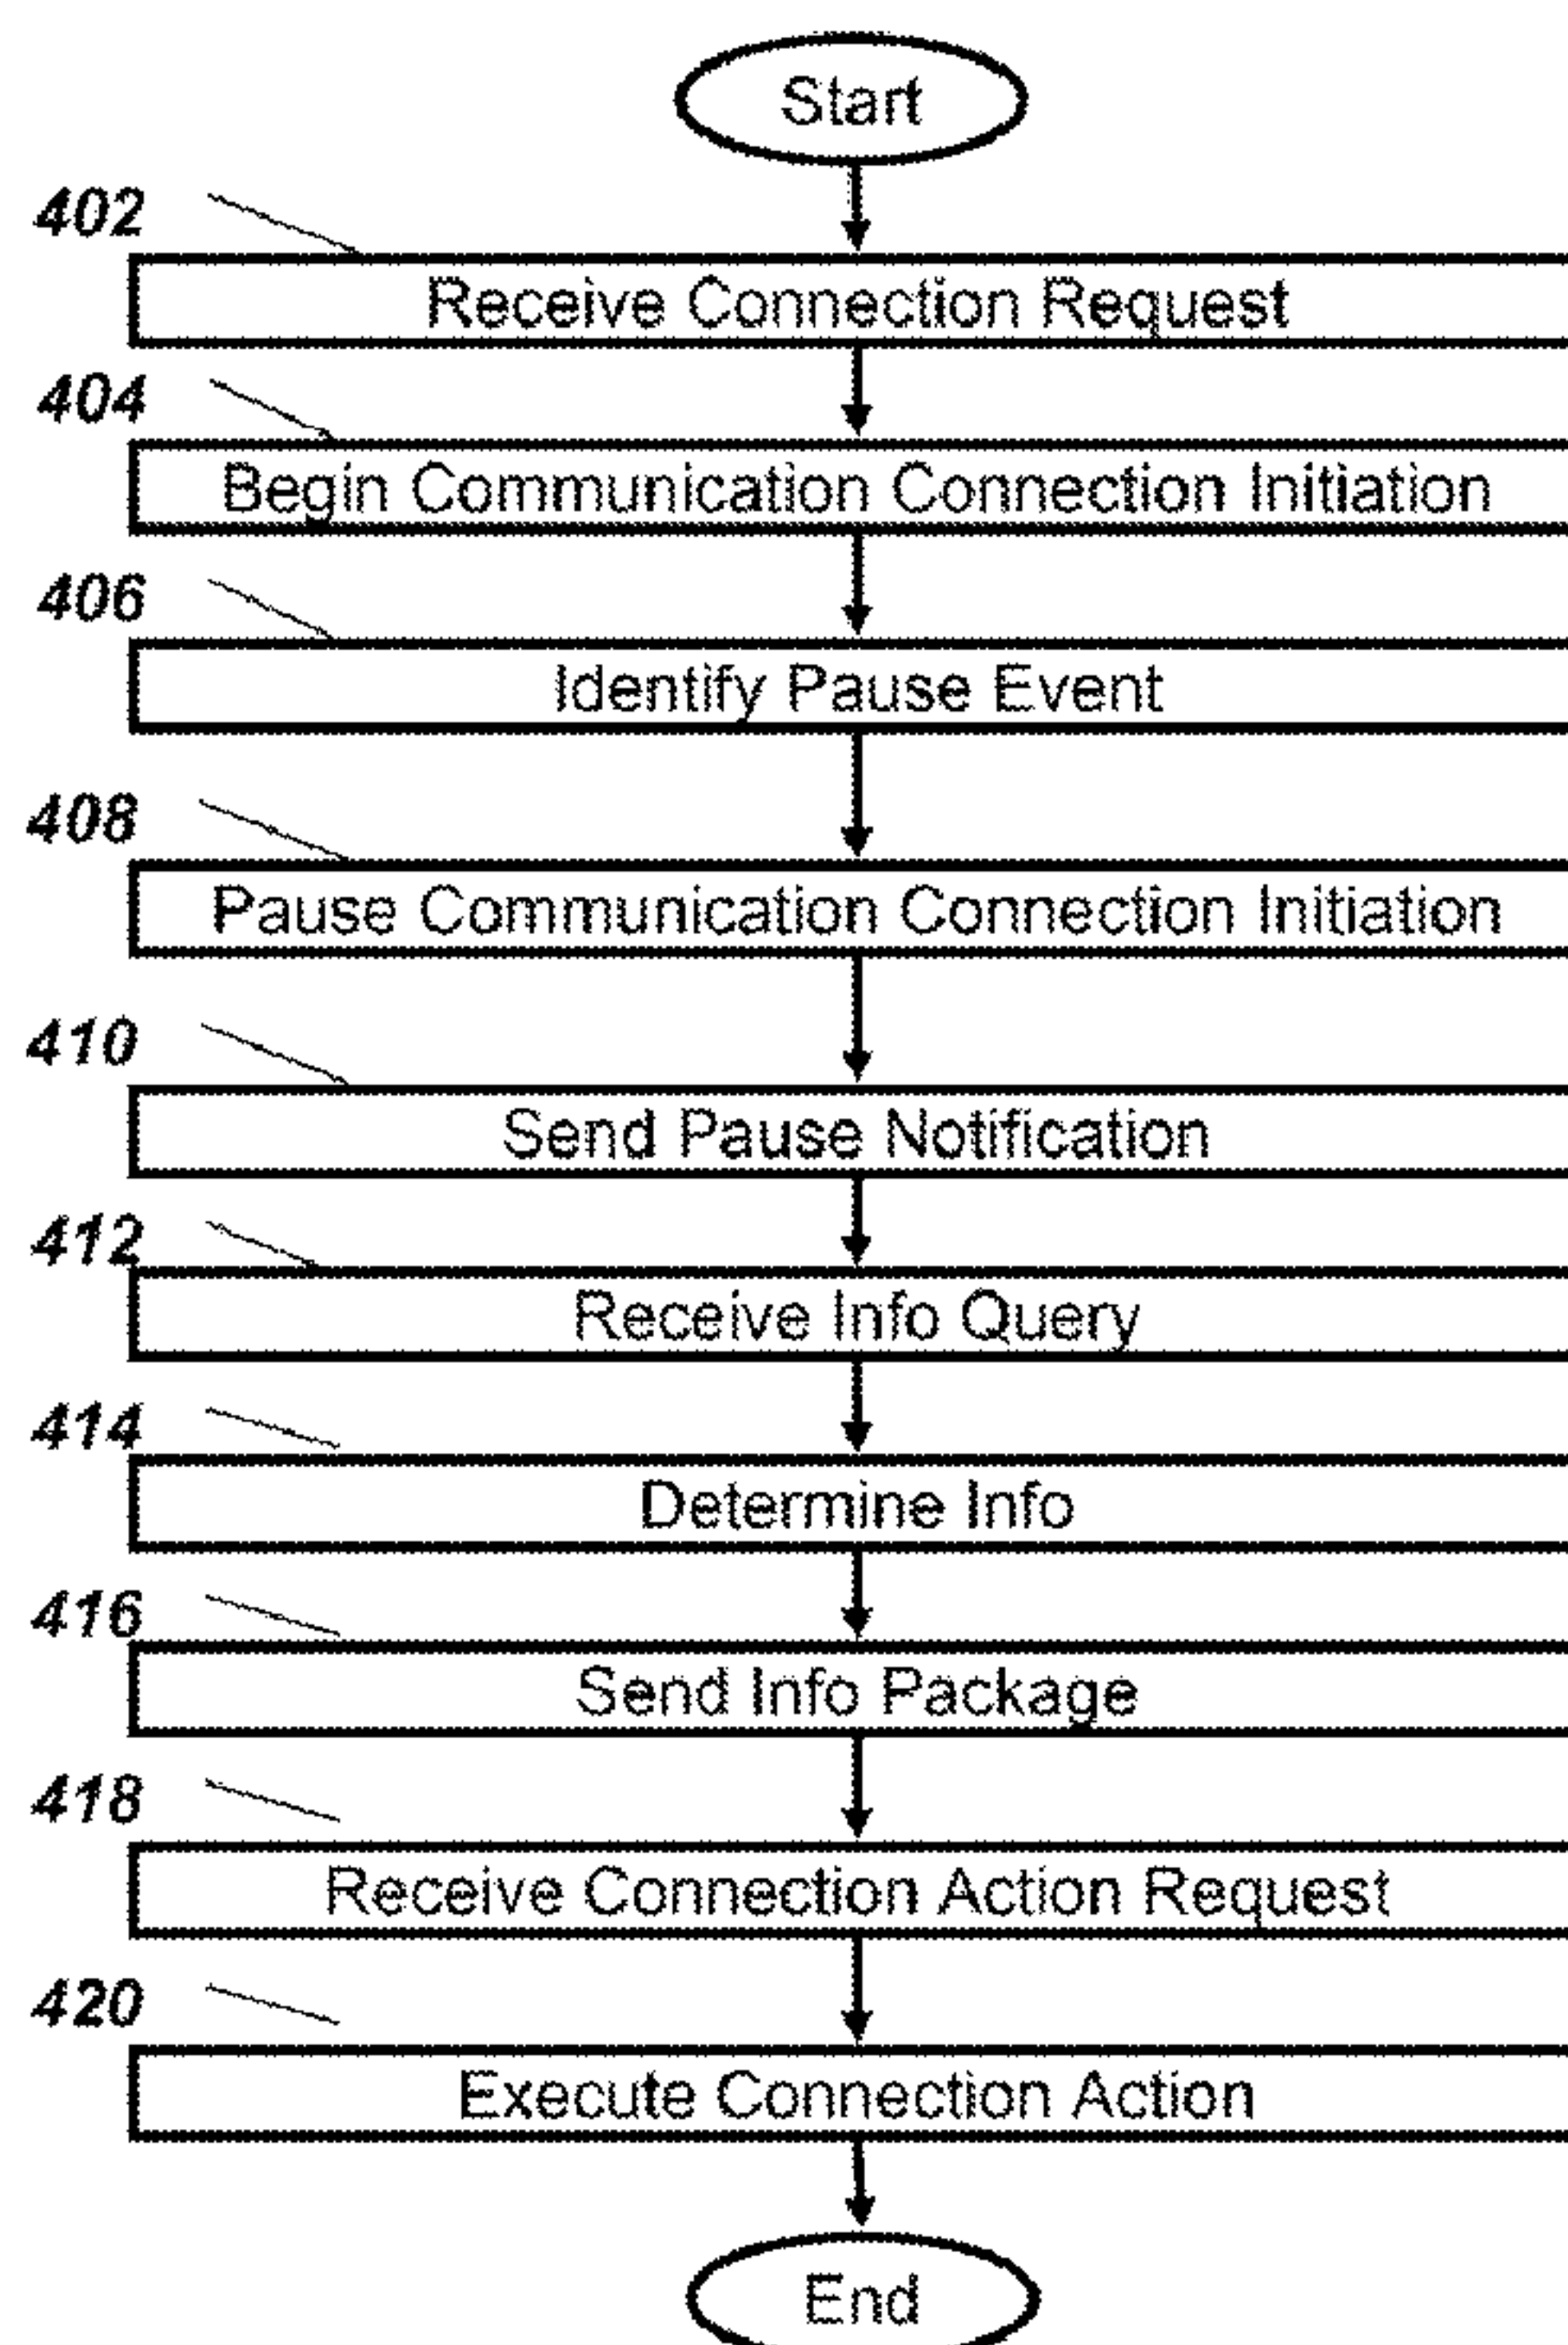 Start
402
Receive Connection Request
404
Begin Communication Connection Initiation
406
Identify Pause Event
408
Pause Communication Connection Initiation
410
Send Pause Notification
412
Receive Info Query
414
Determine Info
416
Send Info Package
418
Receive Connection Action Request
420
Execute Connection Action
End